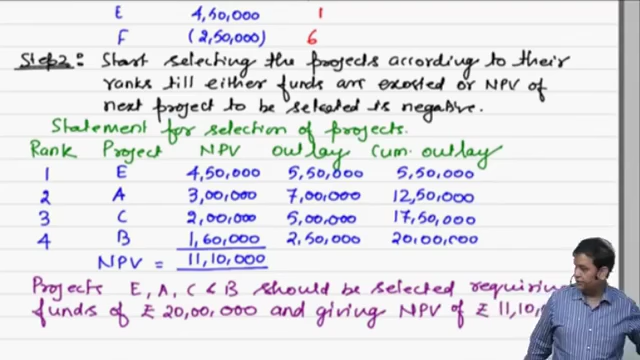 E 4,50,000 1
F (2,50,000) 6
Step2: Start selecting the projects according to their
ranks till either funds are exosted or NPV of
next project to be selected is negative.
Statement for selection of projects.
Rank Project NPV outlay Cum. outlay
1 E 4,50,000 5,50,000 5,50,000
2 A 3,00,000 7,00,000 12,50,000
3 C 2,00,000 5,00,000 17,50,000
4 B 1,60,000 2,50,000 20,00,000
NPV = 11,10,000
Projects E, A, C & B should be selected requirin
funds of ₹ 20,00,000 and giving NPV of ₹ 11,10,0